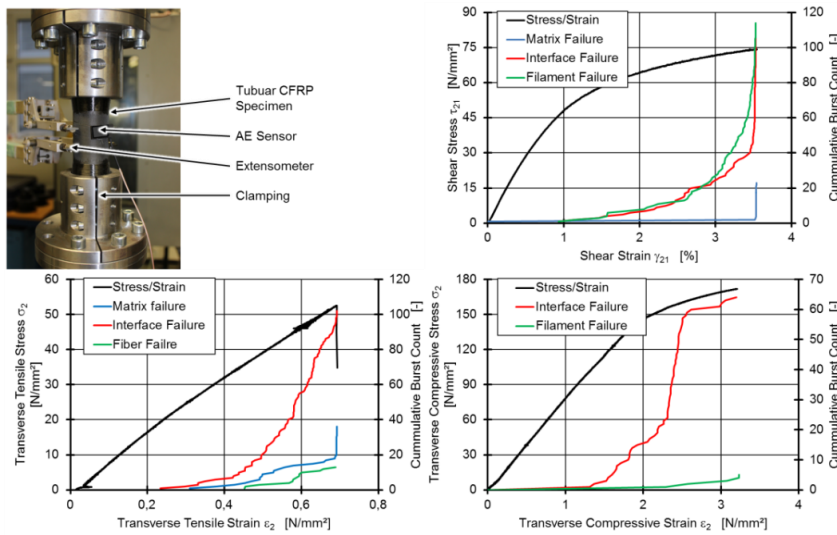 Tubuar CFRP
Specimen
AE Sensor
Extensometer
Clamping
Shear Stress τ21
[N/mm²]
90
75
60
45
30
15
0
Stress/Strain
Matrix Failure
Interface Failure
Filament Failure
120
100
80
60
40
20
0
Cummulative Burst Count [-]
0
1
2
3
4
Shear Strain γ21 [%]
Transverse Tensile Stress σ2
[N/mm²]
60
50
40
30
20
10
0
Stress/Strain
Matrix failure
Interface Failure
Fiber Failre
120
100
80
60
40
20
0
Cummulative Burst Count [-]
0
0,2
0,4
0,6
0,8
Transverse Tensile Strain ε2 [N/mm²]
Transverse Compressive Stress σ2
[N/mm²]
180
150
120
90
60
30
0
Stress/Strain
Interface Failure
Filament Failure
70
60
50
40
30
20
10
0
Cummulative Burst Count [-]
0
1
2
3
4
Transverse Compressive Strain ε2 [N/mm²]